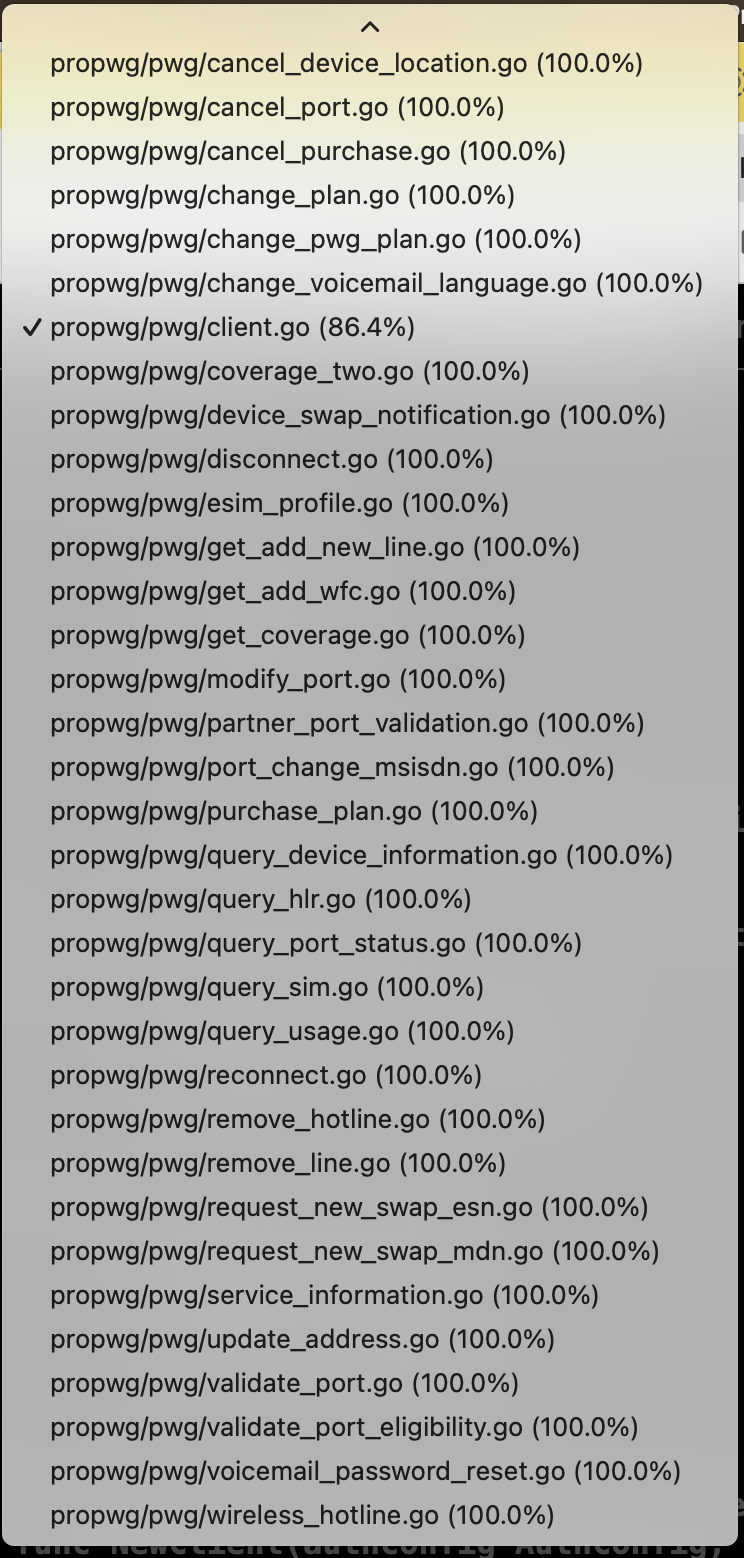 propwg/pwg/cancel_device_location.go (100.0%)
propwg/pwg/cancel_port.go (100.0%)
propwg/pwg/cancel_purchase.go (100.0%)
propwg/pwg/change_plan.go (100.0%)
propwg/pwg/change_pwg_plan.go (100.0%)
propwg/pwg/change_voicemail_language.go (100.0%)
✓ propwg/pwg/client.go (86.4%)
propwg/pwg/coverage_two.go (100.0%)
propwg/pwg/device_swap_notification.go (100.0%)
propwg/pwg/disconnect.go (100.0%)
propwg/pwg/esim_profile.go (100.0%)
propwg/pwg/get_add_new_line.go (100.0%)
propwg/pwg/get_add_wfc.go (100.0%)
propwg/pwg/get_coverage.go (100.0%)
propwg/pwg/modify_port.go (100.0%)
propwg/pwg/partner_port_validation.go (100.0%)
propwg/pwg/port_change_msisdn.go (100.0%)
propwg/pwg/purchase_plan.go (100.0%)
propwg/pwg/query_device_information.go (100.0%)
propwg/pwg/query_hlr.go (100.0%)
propwg/pwg/query_port_status.go (100.0%)
propwg/pwg/query_sim.go (100.0%)
propwg/pwg/query_usage.go (100.0%)
propwg/pwg/reconnect.go (100.0%)
propwg/pwg/remove_hotline.go (100.0%)
propwg/pwg/remove_line.go (100.0%)
propwg/pwg/request_new_swap_esn.go (100.0%)
propwg/pwg/request_new_swap_mdn.go (100.0%)
propwg/pwg/service_information.go (100.0%)
propwg/pwg/update_address.go (100.0%)
propwg/pwg/validate_port.go (100.0%)
propwg/pwg/validate_port_eligibility.go (100.0%)
propwg/pwg/voicemail_password_reset.go (100.0%)
propwg/pwg/wireless_hotline.go (100.0%)